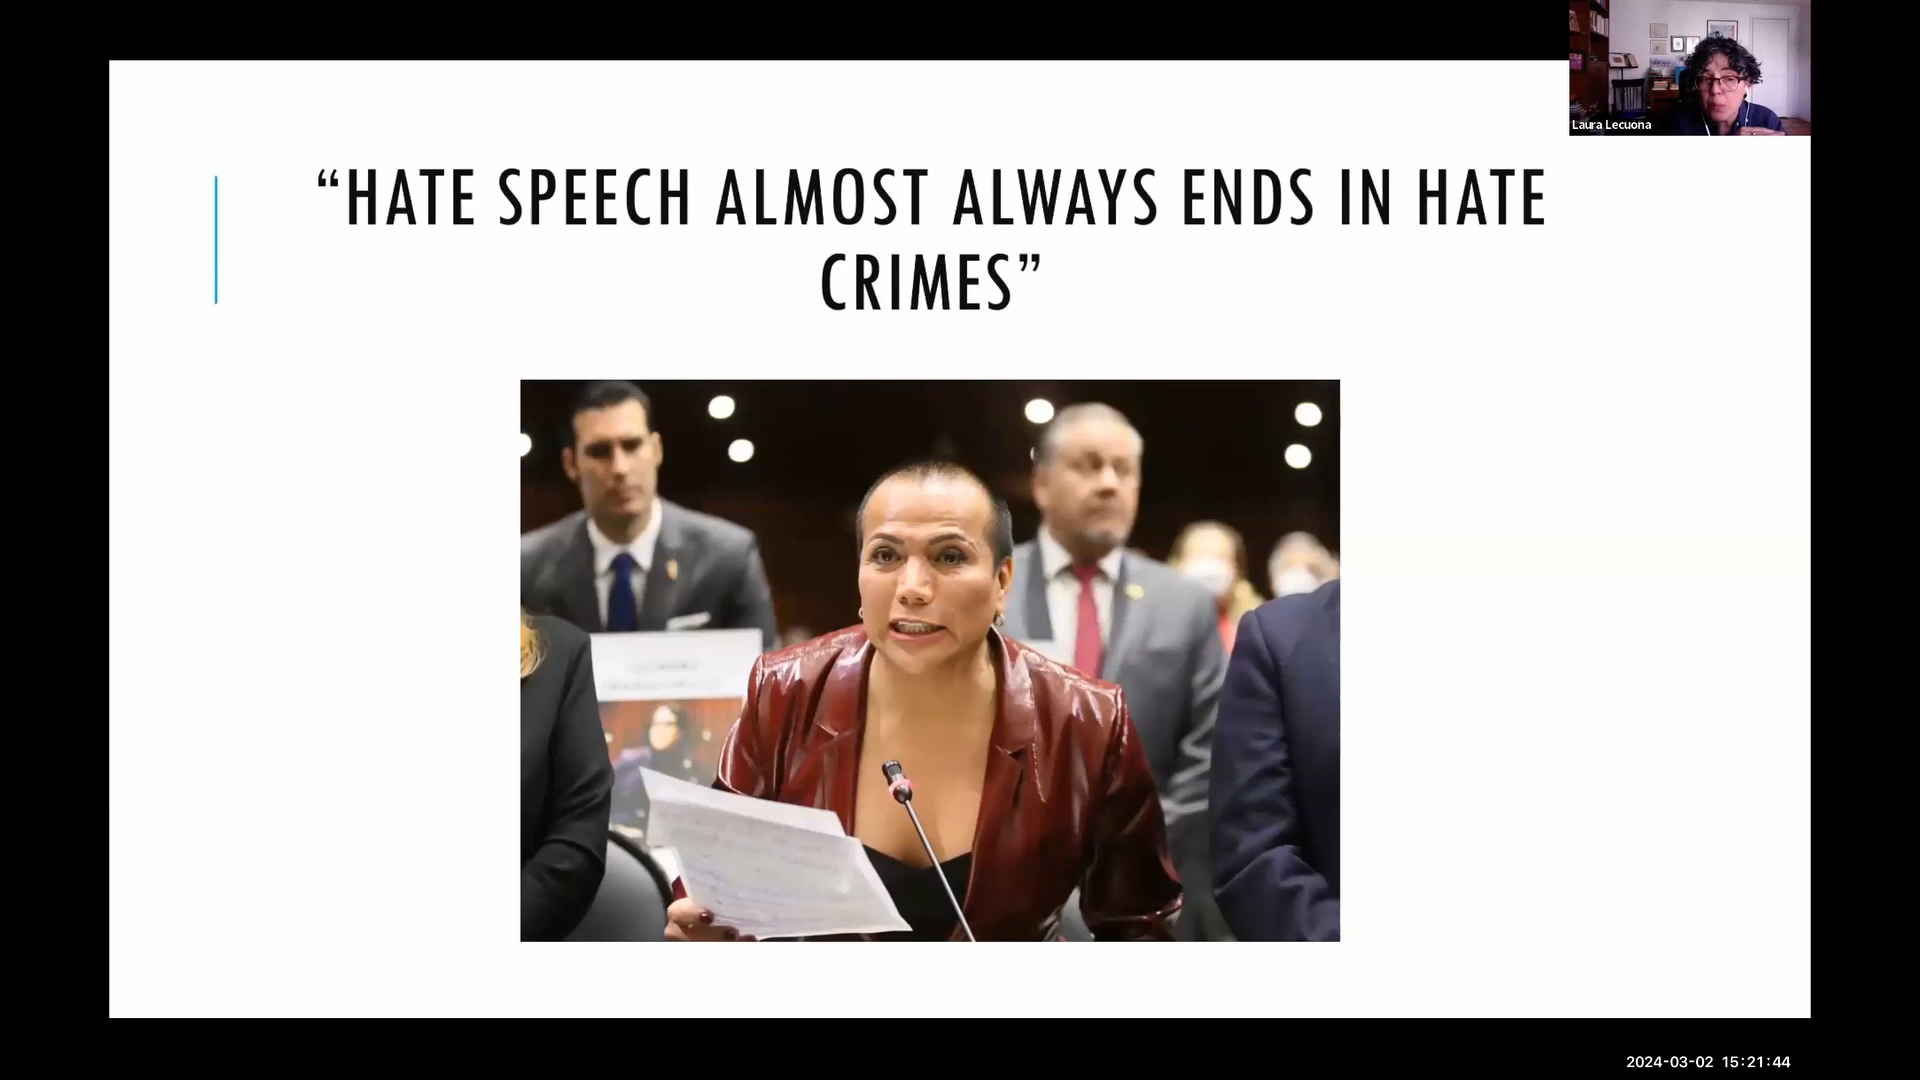 Laura Lecuona
“HATE SPEECH ALMOST ALWAYS ENDS IN HATE
CRIMES”
2024-03-02 15:21:44